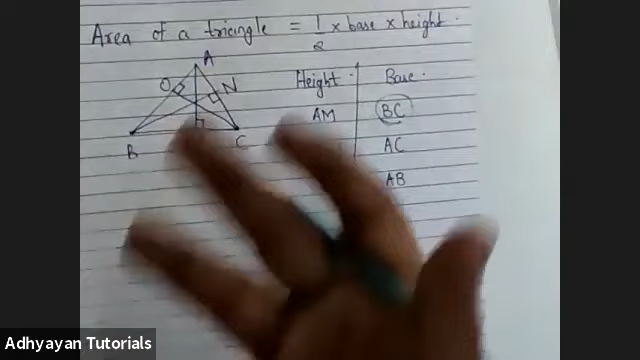 Area of a triangle = 1/2 x base x height.
A
O
N
B
C
Height.
Base.
AM
BC
AC
AB
Adhyayan Tutorials